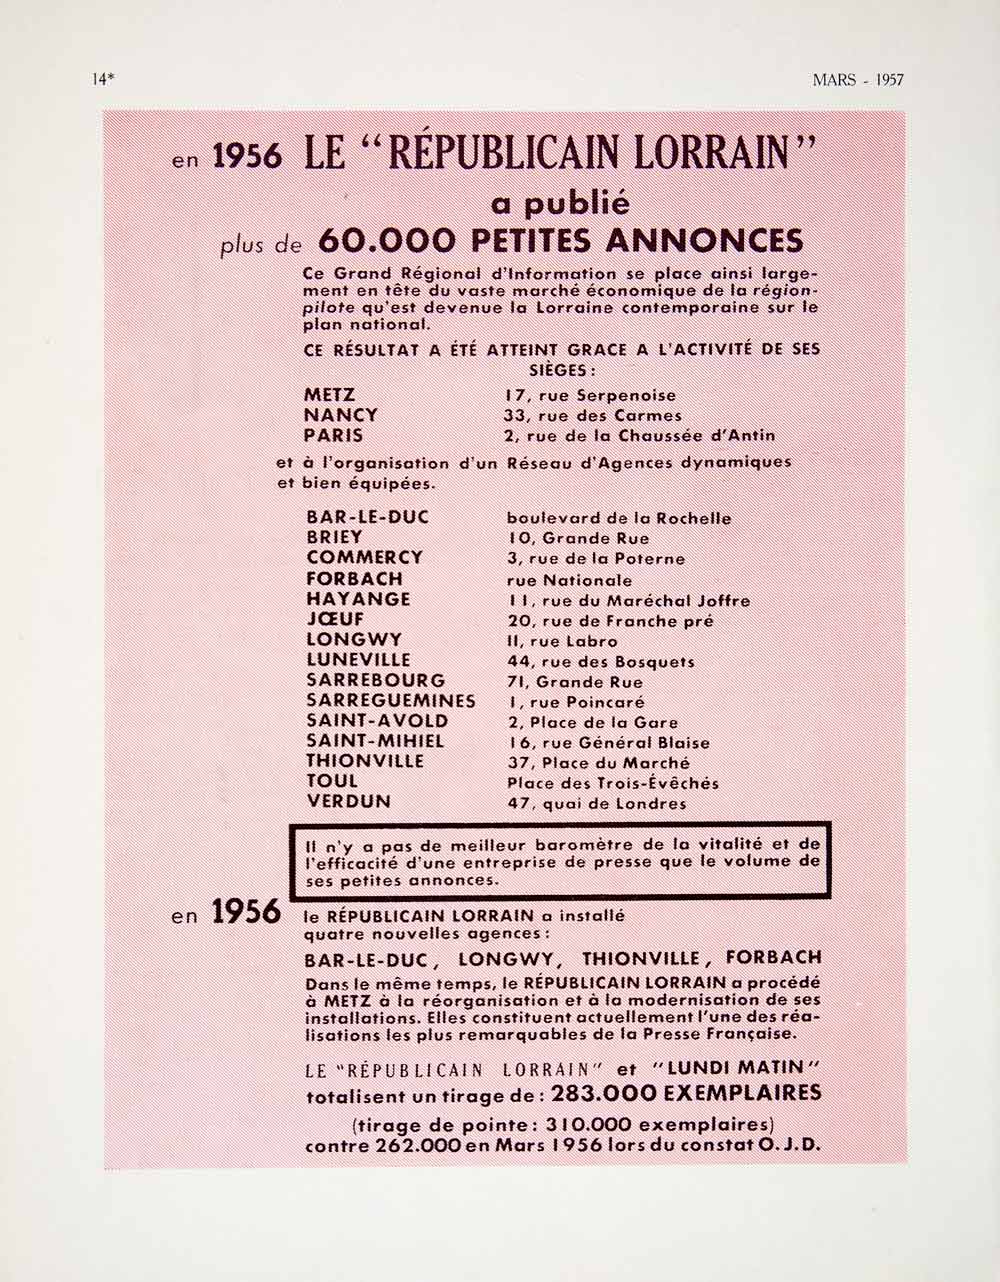 14*
MARS - 1957
en 1956 LE "RÉPUBLICAIN LORRAIN"
a publié
plus de 60.000 PETITES ANNONCES
Ce Grand Régional d'Information se place ainsi large-
ment en tête du vaste marché économique de la région-
pilote qu'est devenue la Lorraine contemporaine sur le
plan national.
CE RÉSULTAT A ÉTÉ ATTEINT GRACE A L'ACTIVITÉ DE SES
SIÈGES :
METZ 17, rue Serpenoise
NANCY 33, rue des Carmes
PARIS 2, rue de la Chaussée d'Antin
et à l'organisation d'un Réseau d'Agences dynamiques
et bien équipées.
BAR-LE-DUC boulevard de la Rochelle
BRIEY 10, Grande Rue
COMMERCY 3, rue de la Poterne
FORBACH rue Nationale
HAYANGE 11, rue du Maréchal Joffre
JŒUF 20, rue de Franche pré
LONGWY 11, rue Labro
LUNEVILLE 44, rue des Bosquets
SARREBOURG 71, Grande Rue
SARREGUEMINES 1, rue Poincaré
SAINT-AVOLD 2, Place de la Gare
SAINT-MIHIEL 16, rue Général Blaise
THIONVILLE 37, Place du Marché
TOUL Place des Trois-Évêchés
VERDUN 47, quai de Londres
Il n'y a pas de meilleur baromètre de la vitalité et de
l'efficacité d'une entreprise de presse que le volume de
ses petites annonces.
en 1956 le RÉPUBLICAIN LORRAIN a installé
quatre nouvelles agences :
BAR-LE-DUC, LONGWY, THIONVILLE, FORBACH
Dans le même temps, le RÉPUBLICAIN LORRAIN a procédé
à METZ à la réorganisation et à la modernisation de ses
installations. Elles constituent actuellement l'une des réa-
lisations les plus remarquables de la Presse Française.
LE "RÉPUBLICAIN LORRAIN" et "LUNDI MATIN"
totalisent un tirage de : 283.000 EXEMPLAIRES
(tirage de pointe : 310.000 exemplaires)
contre 262.000 en Mars 1956 lors du constat O.J.D.